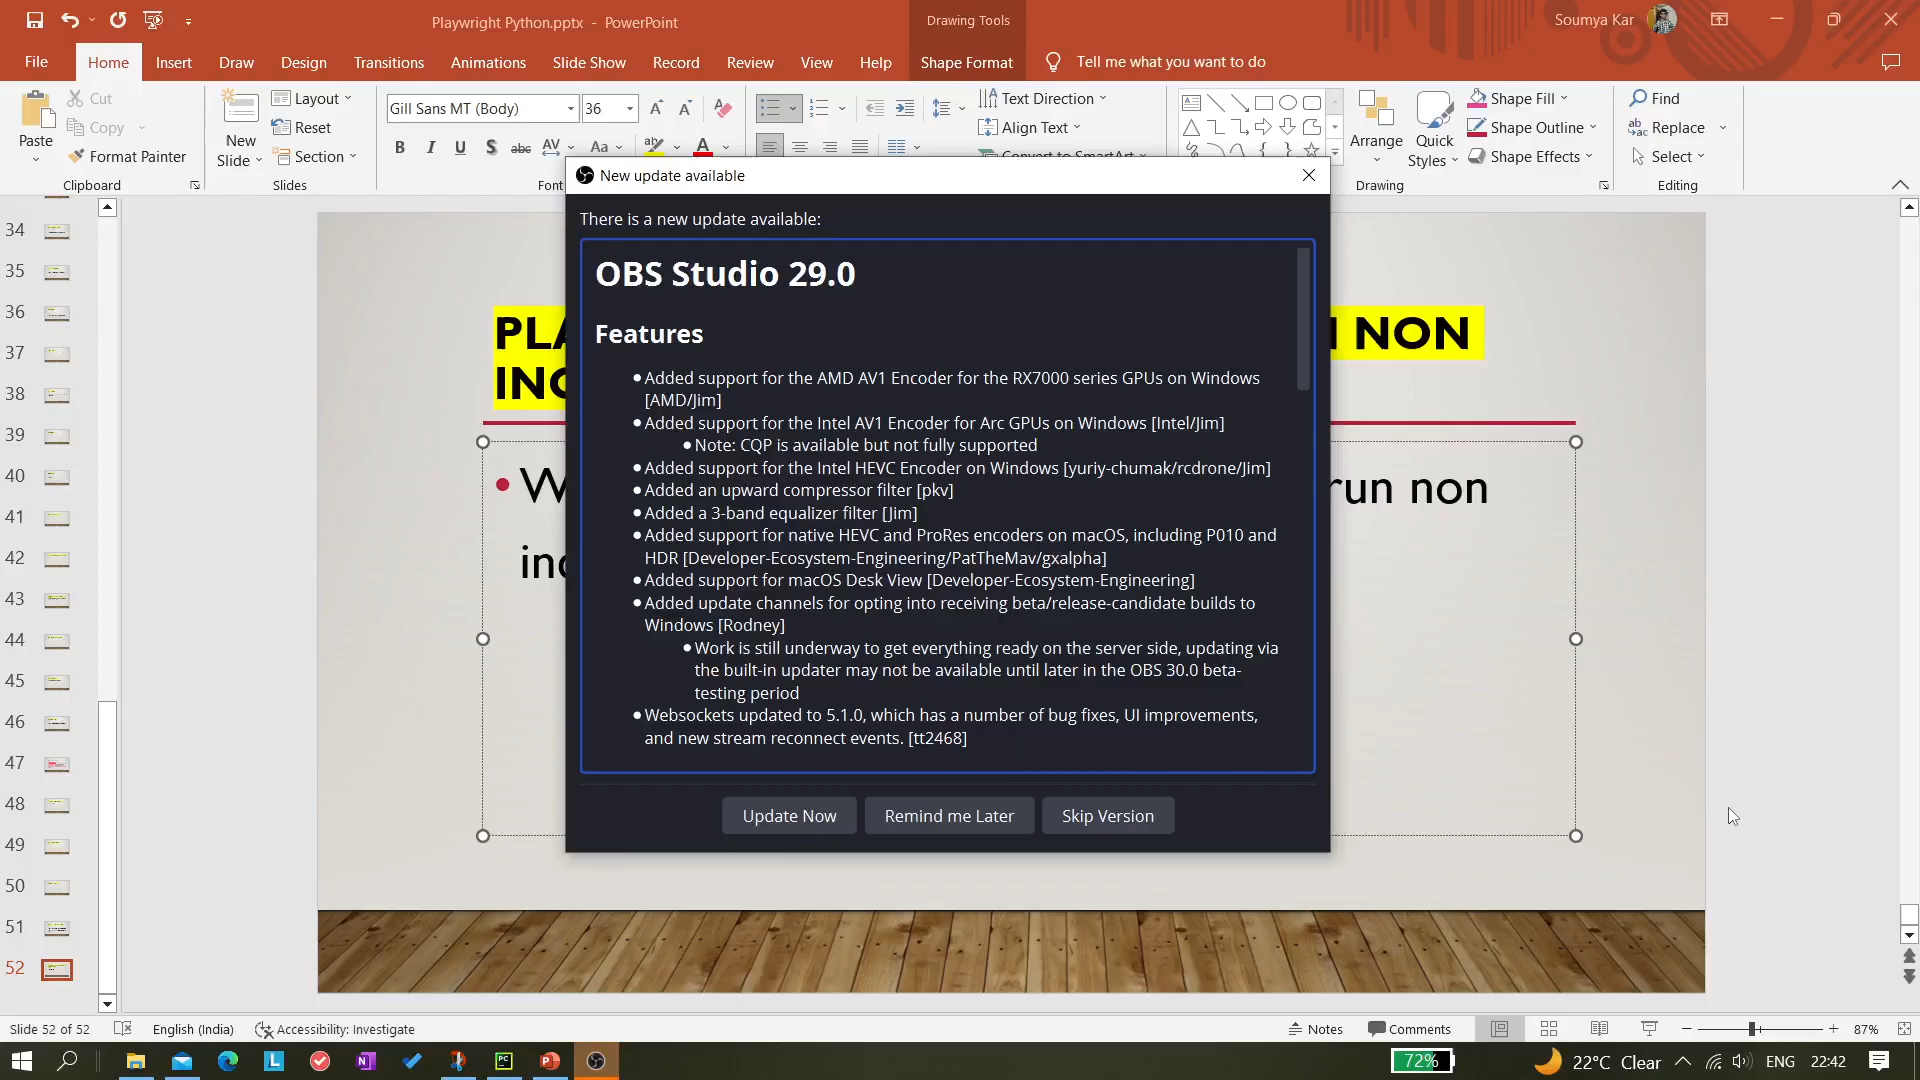 Playwright Python.pptx - PowerPoint
Drawing Tools
Soumya Kar
File Home Insert Draw Design Transitions Animations Slide Show Record Review View Help Shape Format Tell me what you want to do
Paste
Cut
Copy
Format Painter
Clipboard
New
Slide
Layout
Reset
Section
Slides
Gill Sans MT (Body) 36
B I U S abc AV Aa A
Font
Text Direction
Align Text
Convert to SmartArt
Arrange
Quick
Styles
Shape Fill
Shape Outline
Shape Effects
Drawing
Find
Replace
Select
Editing
New update available
There is a new update available:
OBS Studio 29.0
Features
Added support for the AMD AV1 Encoder for the RX7000 series GPUs on Windows
[AMD/Jim]
Added support for the Intel AV1 Encoder for Arc GPUs on Windows [Intel/Jim]
Note: CQP is available but not fully supported
Added support for the Intel HEVC Encoder on Windows [yuriy-chumak/rcdrone/Jim]
Added an upward compressor filter [pkv]
Added a 3-band equalizer filter [Jim]
Added support for native HEVC and ProRes encoders on macOS, including P010 and
HDR [Developer-Ecosystem-Engineering/PatTheMav/gxalpha]
Added support for macOS Desk View [Developer-Ecosystem-Engineering]
Added update channels for opting into receiving beta/release-candidate builds to
Windows [Rodney]
Work is still underway to get everything ready on the server side, updating via
the built-in updater may not be available until later in the OBS 30.0 beta-
testing period
Websockets updated to 5.1.0, which has a number of bug fixes, UI improvements,
and new stream reconnect events. [tt2468]
Update Now Remind me Later Skip Version
NON
run non
34
35
36
37
38
39
40
41
42
43
44
45
46
47
48
49
50
51
52
Slide 52 of 52 English (India) Accessibility: Investigate Notes Comments 87%
72% 22°C Clear ENG 22:42